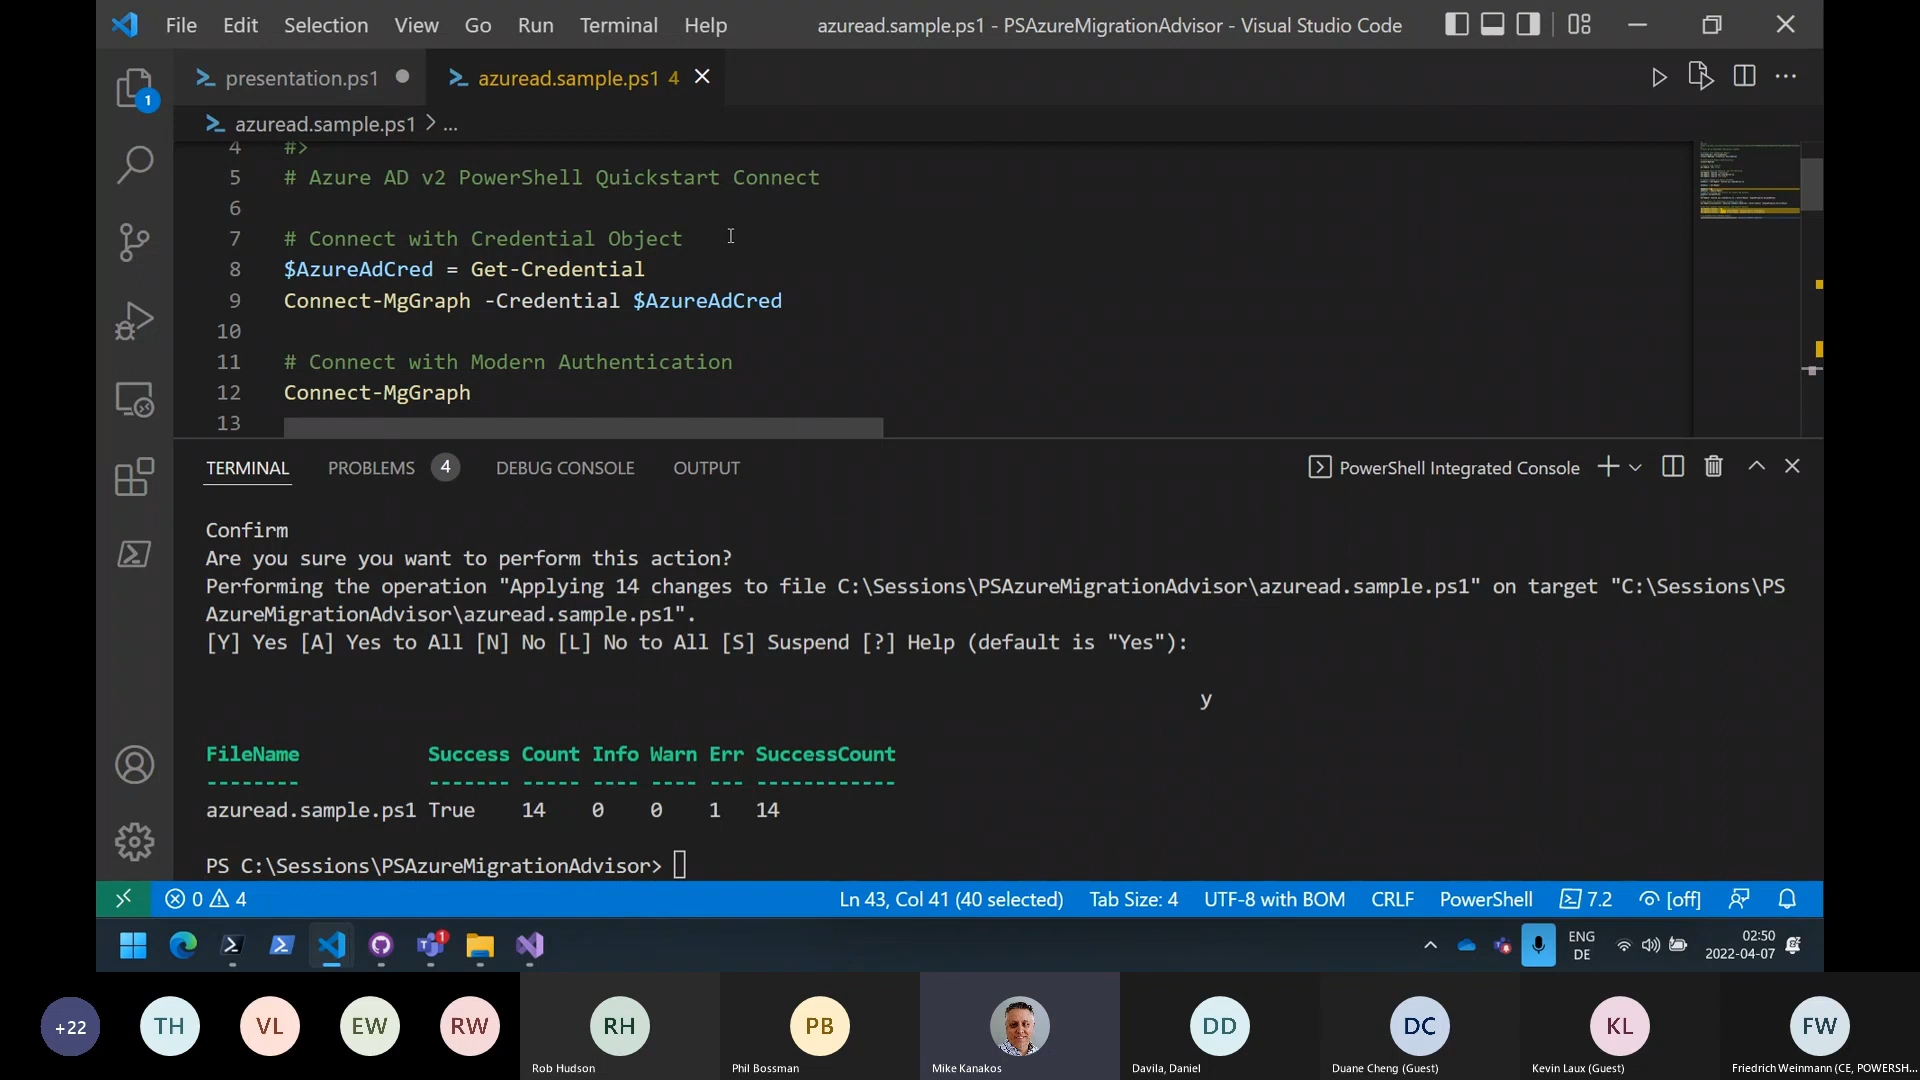 File Edit Selection View Go Run Terminal Help azuread.sample.ps1 - PSAzureMigrationAdvisor - Visual Studio Code
presentation.ps1 azuread.sample.ps1 4
azuread.sample.ps1 > ...
1
4 #>
5 # Azure AD v2 PowerShell Quickstart Connect
6
7 # Connect with Credential Object
8 $AzureAdCred = Get-Credential
9 Connect-MgGraph -Credential $AzureAdCred
10
11 # Connect with Modern Authentication
12 Connect-MgGraph
13
TERMINAL PROBLEMS 4 DEBUG CONSOLE OUTPUT PowerShell Integrated Console
Confirm
Are you sure you want to perform this action?
Performing the operation "Applying 14 changes to file C:\Sessions\PSAzureMigrationAdvisor\azuread.sample.ps1" on target "C:\Sessions\PS
AzureMigrationAdvisor\azuread.sample.ps1".
[Y] Yes [A] Yes to All [N] No [L] No to All [S] Suspend [?] Help (default is "Yes"):
y
FileName Success Count Info Warn Err SuccessCount
-------- ------- ----- ---- ---- --- ------------
azuread.sample.ps1 True 14 0 0 1 14
PS C:\Sessions\PSAzureMigrationAdvisor>
0 4 Ln 43, Col 41 (40 selected) Tab Size: 4 UTF-8 with BOM CRLF PowerShell 7.2 [off]
1 ENG 02:50
DE 2022-04-07
+22 TH VL EW RW RH PB DD DC KL FW
Rob Hudson Phil Bossman Mike Kanakos Davila, Daniel Duane Cheng (Guest) Kevin Laux (Guest) Friedrich Weinmann (CE, POWERSH...